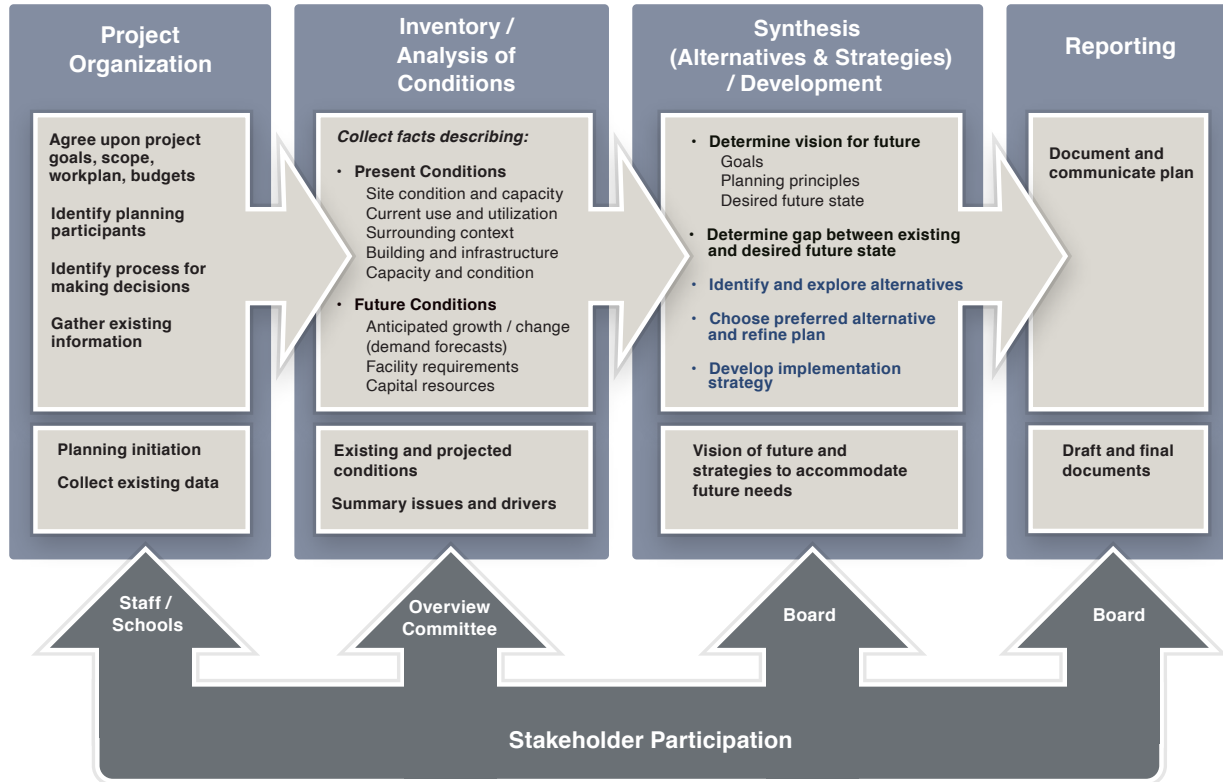 Project
Organization
Agree upon project
goals, scope,
workplan, budgets
Identify planning
participants
Identify process for
making decisions
Gather existing
information
Planning initiation
Collect existing data
Inventory /
Analysis of
Conditions
Collect facts describing:
• Present Conditions
Site condition and capacity
Current use and utilization
Surrounding context
Building and infrastructure
Capacity and condition
• Future Conditions
Anticipated growth / change
(demand forecasts)
Facility requirements
Capital resources
Existing and projected
conditions
Summary issues and drivers
Synthesis
(Alternatives & Strategies)
/ Development
• Determine vision for future
Goals
Planning principles
Desired future state
• Determine gap between existing
and desired future state
• Identify and explore alternatives
• Choose preferred alternative
and refine plan
• Develop implementation
strategy
Vision of future and
strategies to accommodate
future needs
Reporting
Document and
communicate plan
Draft and final
documents
Staff /
Schools
Overview
Committee
Board
Board
Stakeholder Participation